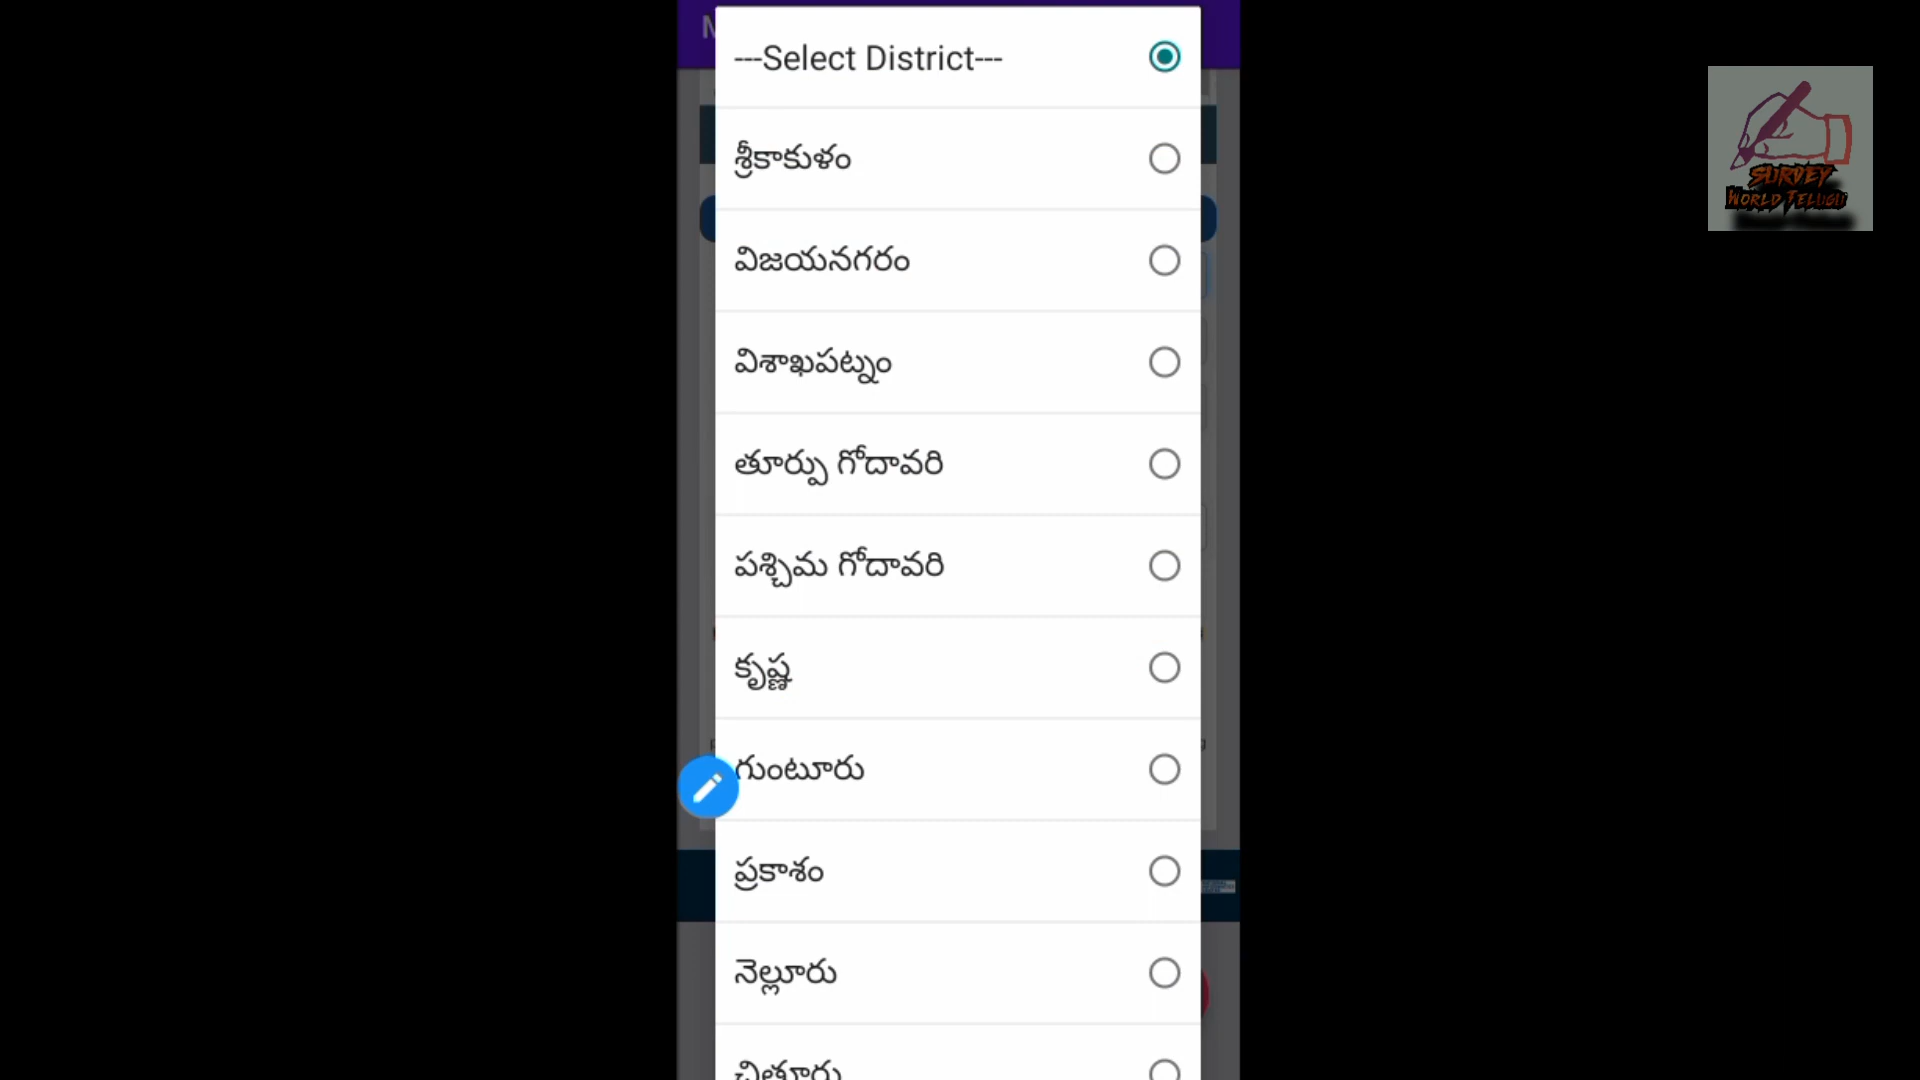 ---Select District---
శ్రీకాకుళం
విజయనగరం
విశాఖపట్నం
తూర్పు గోదావరి
పశ్చిమ గోదావరి
కృష్ణ
గుంటూరు
ప్రకాశం
నెల్లూరు
SURVEY
WORLD TELUGU